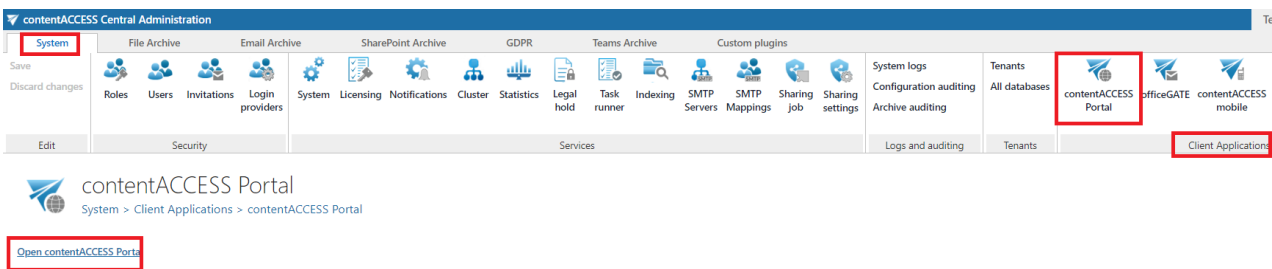 contentACCESS Central Administration
System File Archive Email Archive SharePoint Archive GDPR Teams Archive Custom plugins
Save
Discard changes
Roles Users Invitations Login providers System Licensing Notifications Cluster Statistics Legal hold Task runner Indexing SMTP Servers SMTP Mappings Sharing job Sharing settings
System logs
Configuration auditing
Archive auditing
Tenants
All databases
contentACCESS Portal officeGATE contentACCESS mobile
Edit Security Services Logs and auditing Tenants Client Applications
contentACCESS Portal
System > Client Applications > contentACCESS Portal
Open contentACCESS Porta